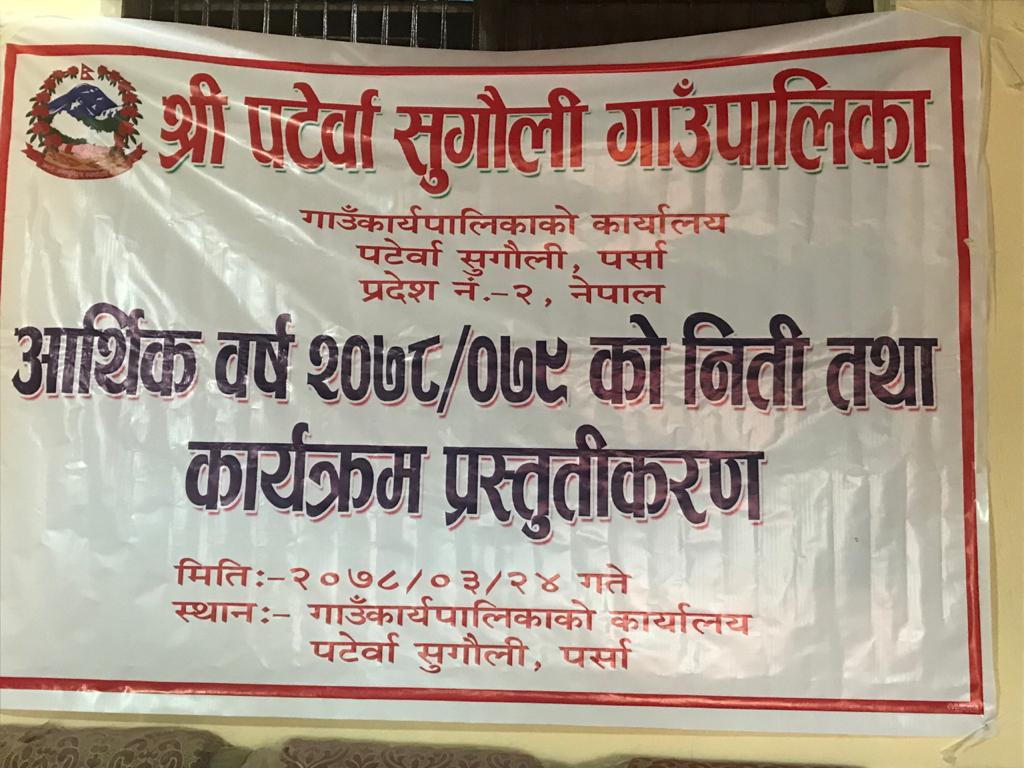 श्री पटेर्वा सुगौली गाउँपालिका
गाउँकार्यपालिकाको कार्यालय
पटेर्वा सुगौली, पर्सा
प्रदेश नं.-२, नेपाल
आर्थिक वर्ष २०७८/०७९ को निती तथा
कार्यक्रम प्रस्तुतीकरण
मिति:-२०७८/०३/२४ गते
स्थान:- गाउँकार्यपालिकाको कार्यालय
पटेर्वा सुगौली, पर्सा